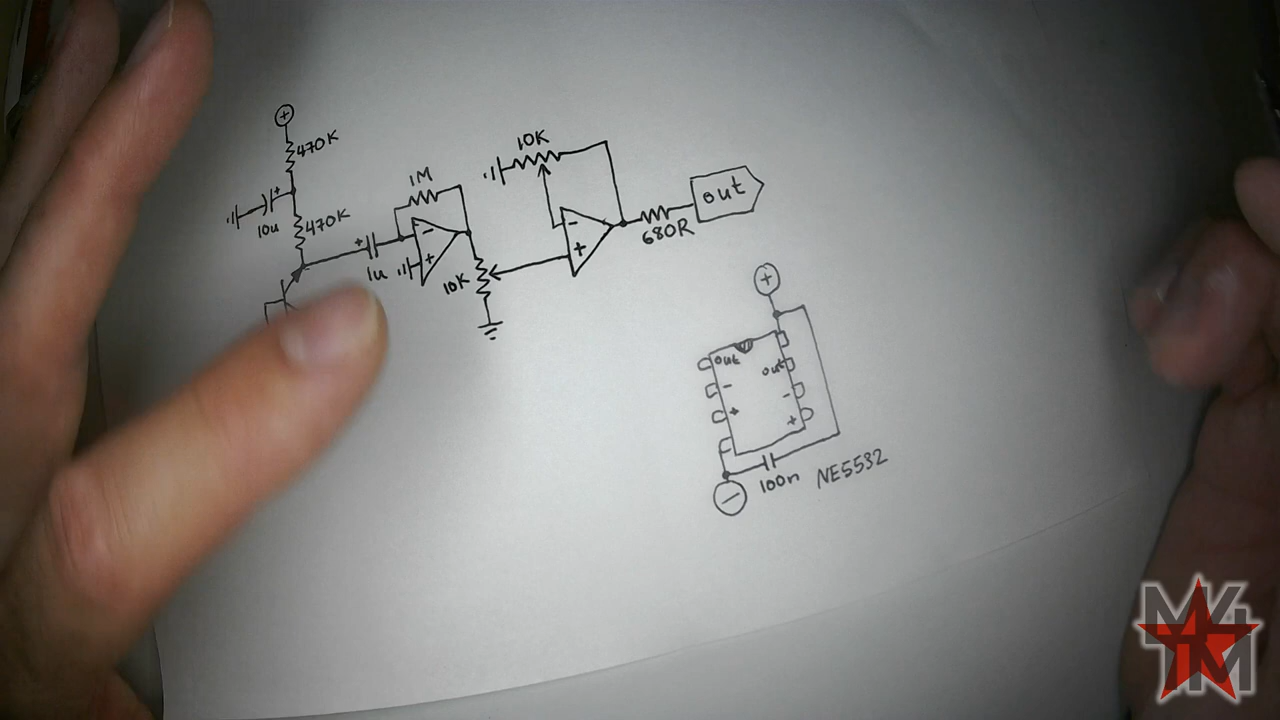 +
470K
+
10u
470K
+
1u
1M
-
+
10K
10K
-
+
680R
out
+
out
out
-
-
+
+
-
100n
NE5532